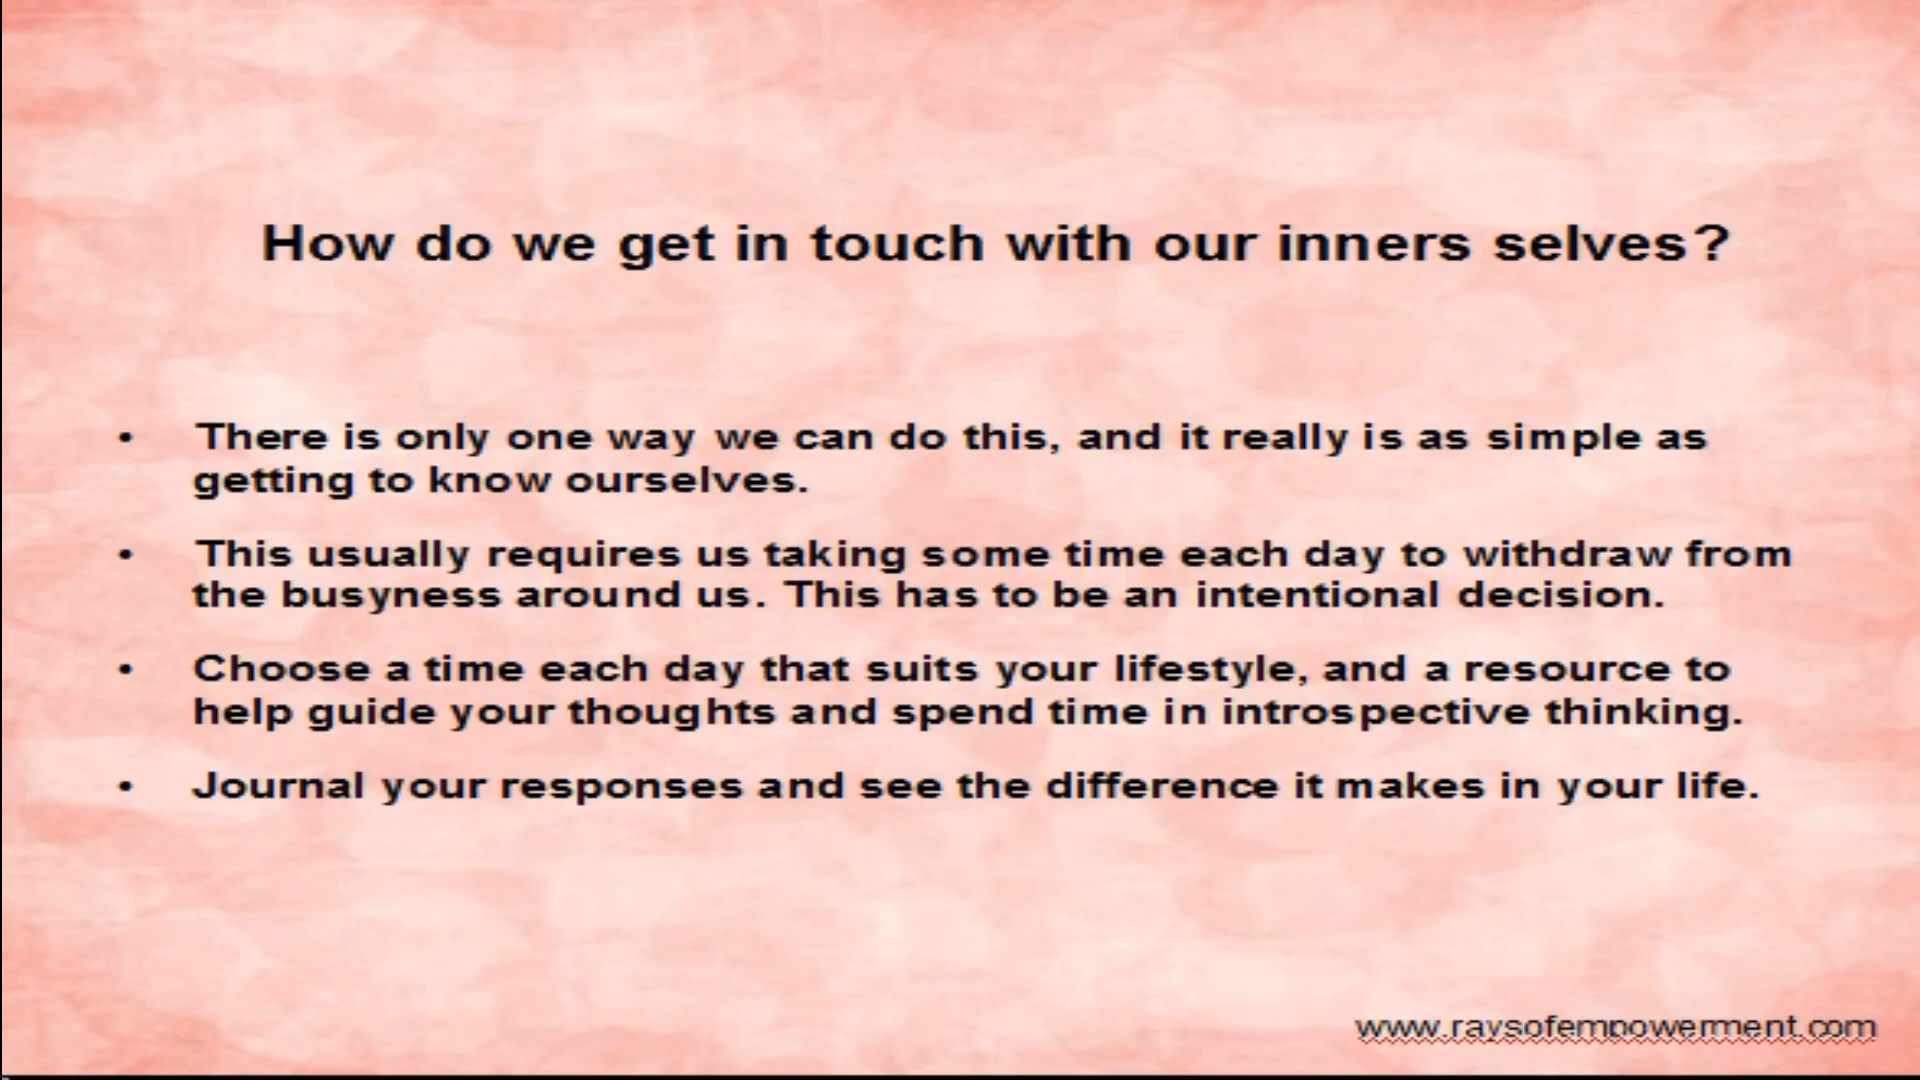 How do we get in touch with our inners selves?
• There is only one way we can do this, and it really is as simple as
getting to know ourselves.
• This usually requires us taking some time each day to withdraw from
the busyness around us. This has to be an intentional decision.
• Choose a time each day that suits your lifestyle, and a resource to
help guide your thoughts and spend time in introspective thinking.
• Journal your responses and see the difference it makes in your life.
www.raysofempowerment.com